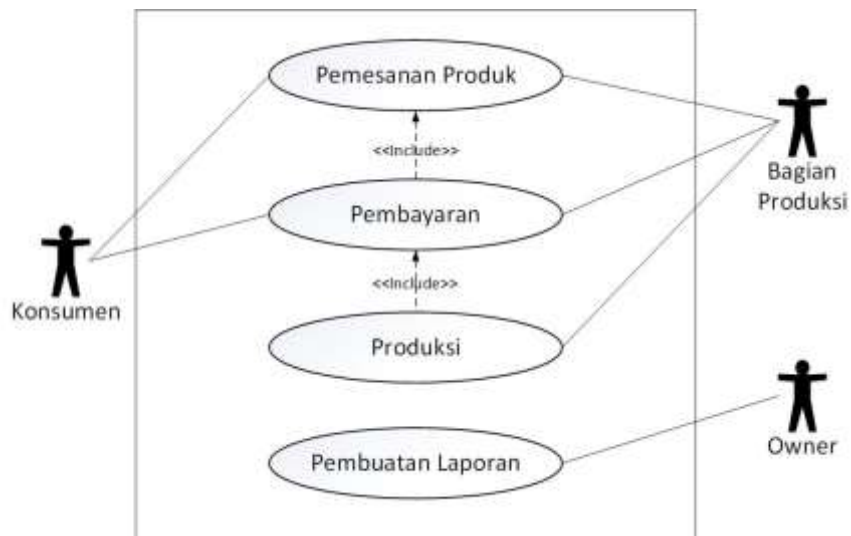 Pemesanan Produk
<<Include>>
Bagian
Produksi
Pembayaran
Konsumen
<<Include>>
Produksi
Owner
Pembuatan Laporan